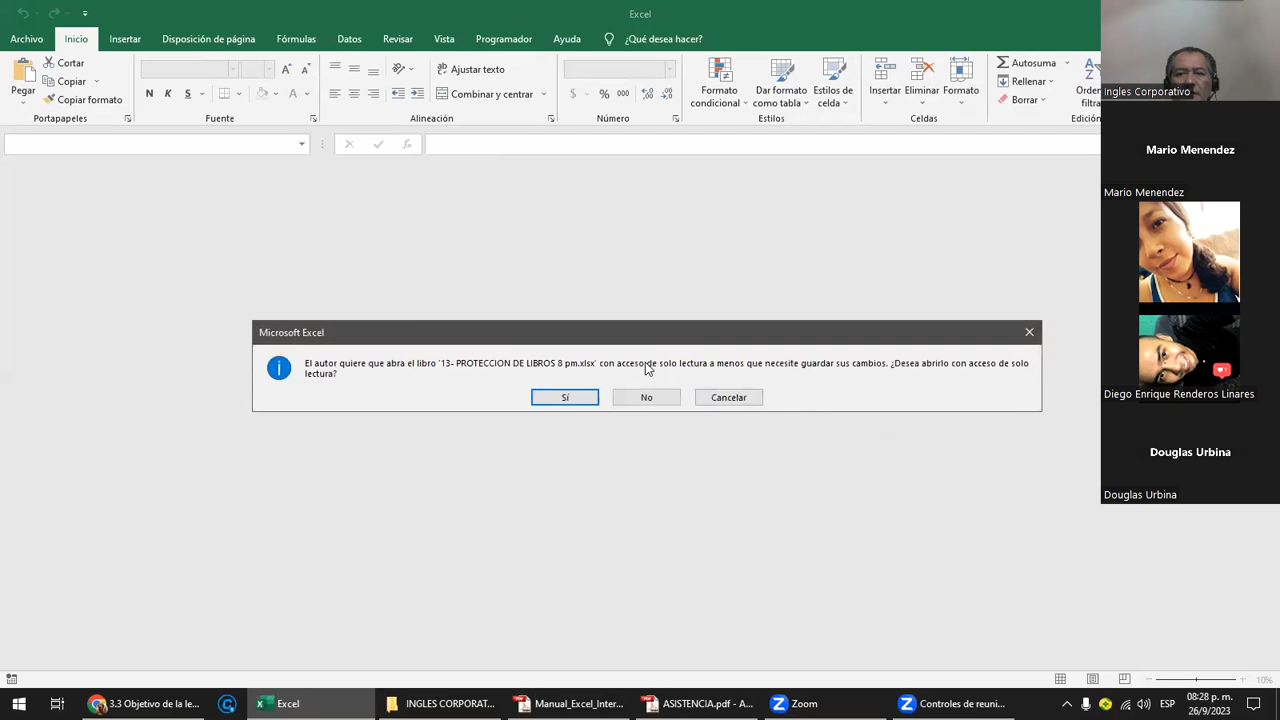 Excel
Archivo
Inicio
Insertar
Disposición de página
Fórmulas
Datos
Revisar
Vista
Programador
Ayuda
¿Qué desea hacer?
Pegar
Cortar
Copiar
Copiar formato
Portapapeles
N K S
Fuente
Ajustar texto
Combinar y centrar
Alineación
$ % 000
Número
Formato condicional
Dar formato como tabla
Estilos de celda
Estilos
Insertar
Eliminar
Formato
Celdas
Autosuma
Rellenar
Borrar
Edición
fx
Microsoft Excel
El autor quiere que abra el libro '13- PROTECCION DE LIBROS 8 pm.xlsx' con acceso de solo lectura a menos que necesite guardar sus cambios. ¿Desea abrirlo con acceso de solo
lectura?
Sí
No
Cancelar
Ingles Corporativo
Mario Menendez
Mario Menendez
Diego Enrique Renderos Linares
Douglas Urbina
Douglas Urbina
10%
3.3 Objetivo de la le...
Excel
INGLES CORPORAT...
Manual_Excel_Inter...
ASISTENCIA.pdf - A...
Zoom
Controles de reuni...
ESP
08:28 p. m.
26/9/2023